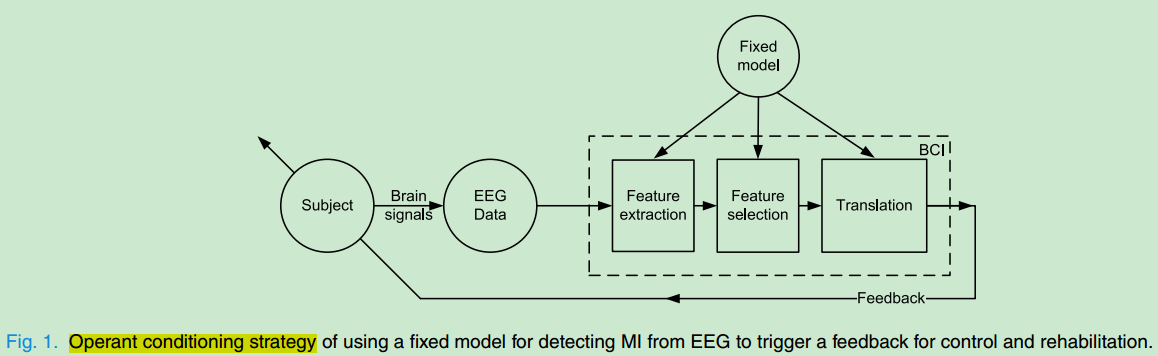 Fixed
model
BCI
Subject
Brain
signals
EEG
Data
Feature
extraction
Feature
selection
Translation
Feedback
Fig. 1. Operant conditioning strategy of using a fixed model for detecting MI from EEG to trigger a feedback for control and rehabilitation.